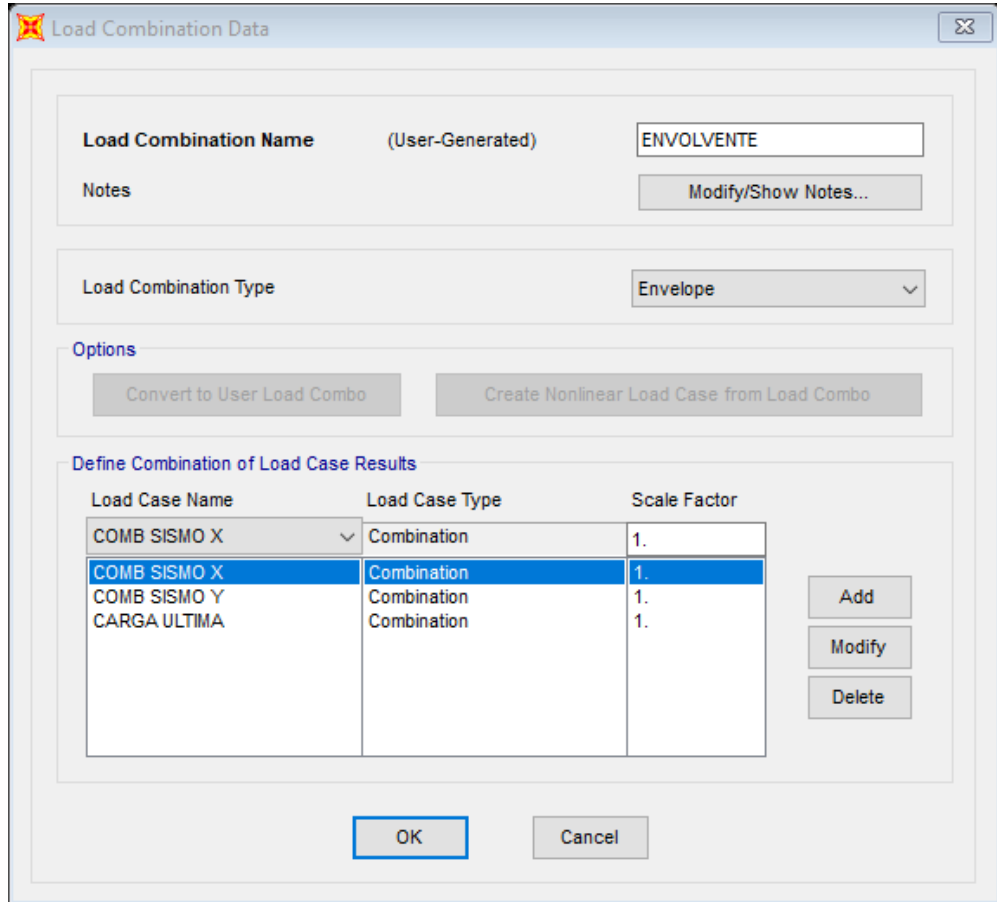 Load Combination Data
Load Combination Name (User-Generated) ENVOLVENTE
Notes Modify/Show Notes...
Load Combination Type Envelope
Options
Convert to User Load Combo Create Nonlinear Load Case from Load Combo
Define Combination of Load Case Results
Load Case Name Load Case Type Scale Factor
COMB SISMO X Combination 1.
COMB SISMO X Combination 1.
COMB SISMO Y Combination 1.
CARGA ULTIMA Combination 1.
Add
Modify
Delete
OK Cancel